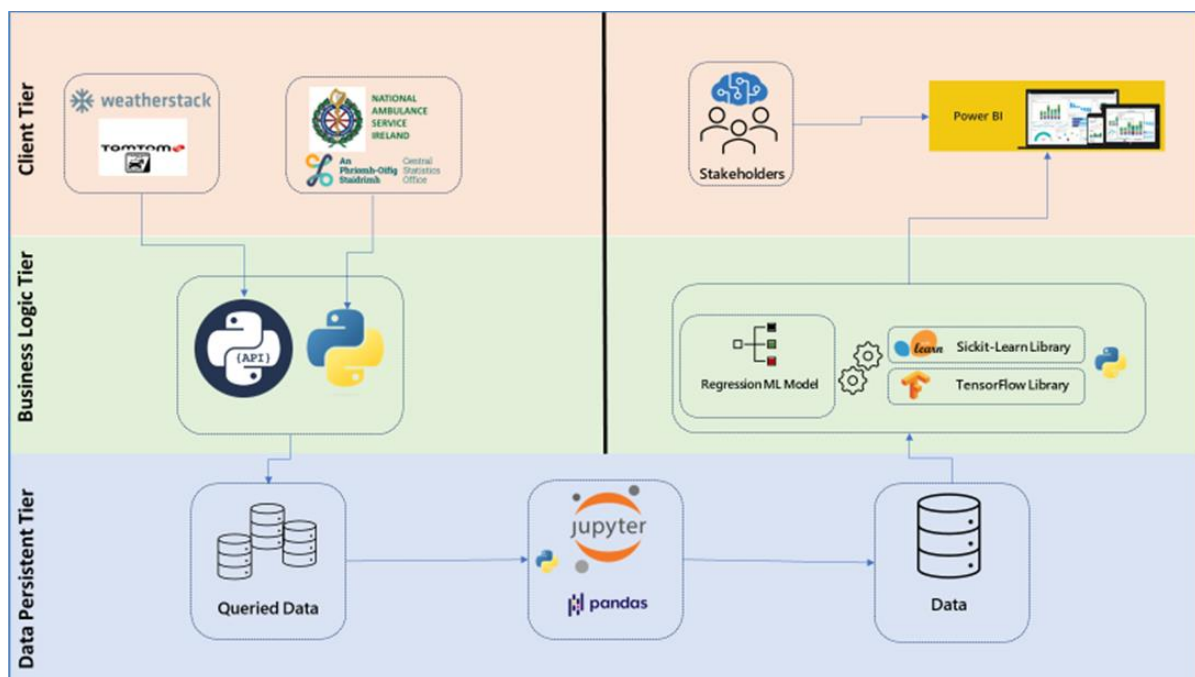 Client Tier
weatherstack
TOMTOM
NATIONAL
AMBULANCE
SERVICE
IRELAND
An
Phríomh-Oifig
Staidrimh
Central
Statistics
Office
Stakeholders
Power BI
Business Logic Tier
{API}
Regression ML Model
learn
Sickit-Learn Library
TensorFlow Library
Data Persistent Tier
Queried Data
jupyter
pandas
Data